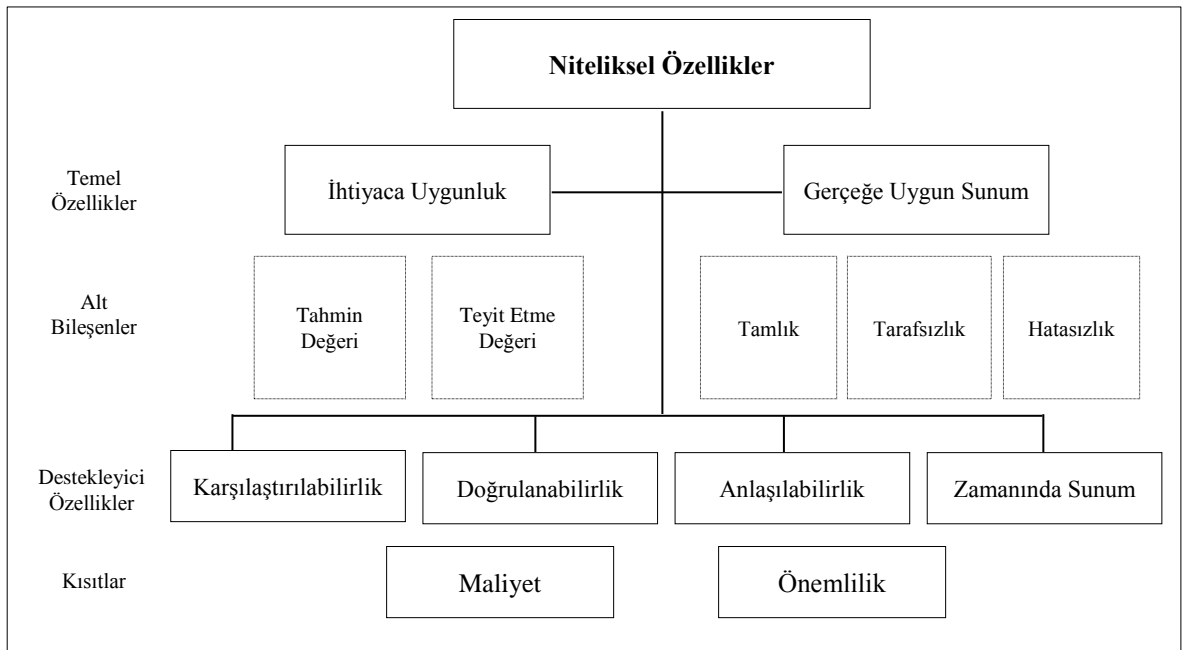 Niteliksel Özellikler
Temel
Özellikler
İhtiyaca Uygunluk
Gerçeğe Uygun Sunum
Alt
Bileşenler
Tahmin
Değeri
Teyit Etme
Değeri
Tamlık
Tarafsızlık
Hatasızlık
Destekleyici
Özellikler
Karşılaştırılabilirlik
Doğrulanabilirlik
Anlaşılabilirlik
Zamanında Sunum
Kısıtlar
Maliyet
Önemlilik